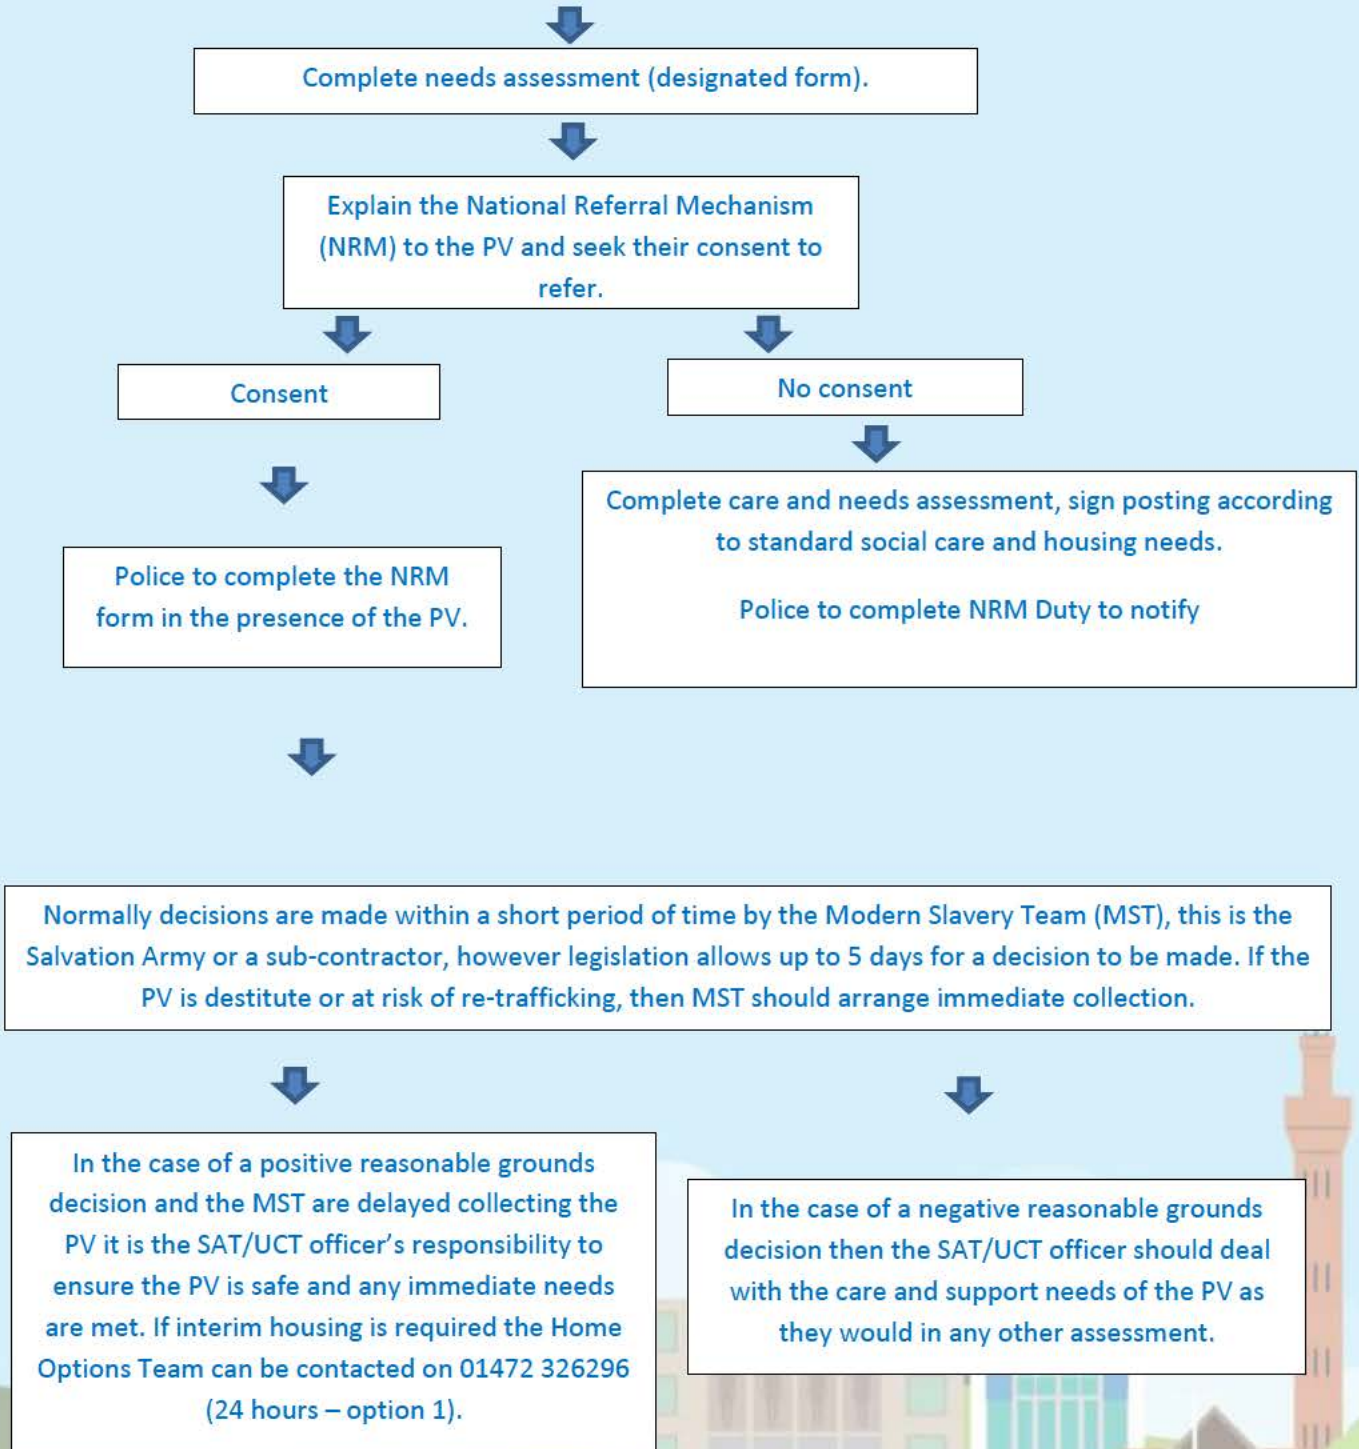 Complete needs assessment (designated form).
Explain the National Referral Mechanism
(NRM) to the PV and seek their consent to
refer.
Consent
No consent
Police to complete the NRM
form in the presence of the PV.
Complete care and needs assessment, sign posting according
to standard social care and housing needs.
Police to complete NRM Duty to notify
Normally decisions are made within a short period of time by the Modern Slavery Team (MST), this is the
Salvation Army or a sub-contractor, however legislation allows up to 5 days for a decision to be made. If the
PV is destitute or at risk of re-trafficking, then MST should arrange immediate collection.
In the case of a positive reasonable grounds
decision and the MST are delayed collecting the
PV it is the SAT/UCT officer's responsibility to
ensure the PV is safe and any immediate needs
are met. If interim housing is required the Home
Options Team can be contacted on 01472 326296
(24 hours – option 1).
In the case of a negative reasonable grounds
decision then the SAT/UCT officer should deal
with the care and support needs of the PV as
they would in any other assessment.